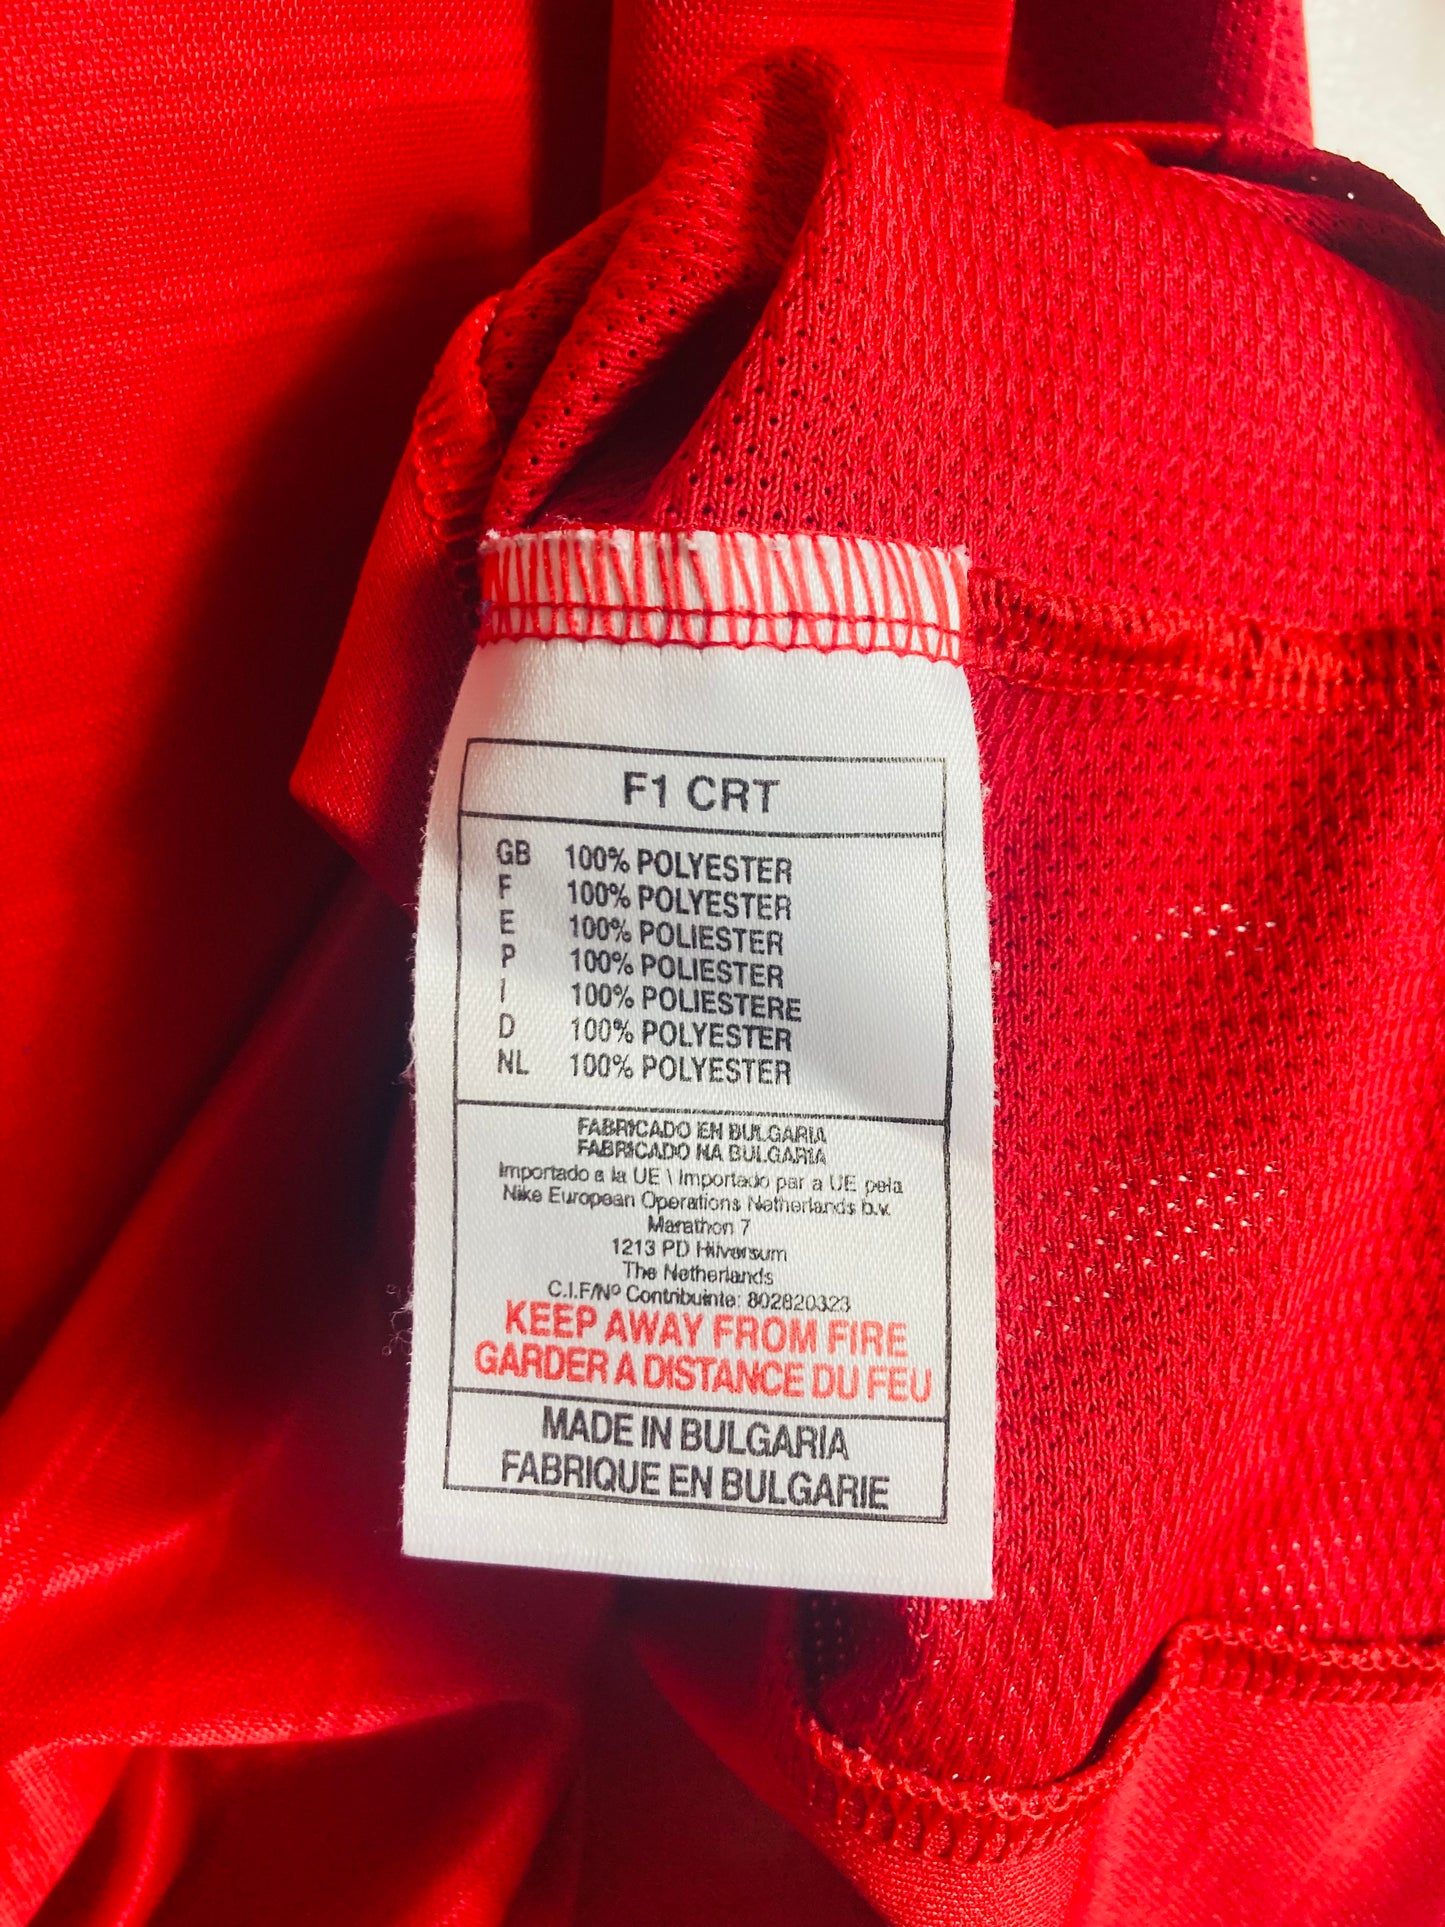 F1 CRT
GB 100% POLYESTER
F 100% POLYESTER
E 100% POLIESTER
P 100% POLIESTER
I 100% POLIESTERE
D 100% POLYESTER
NL 100% POLYESTER
FABRICADO EN BULGARIA
FABRICADO NA BULGARIA
Importado a la UE \ Importado par a UE pela
Nike European Operations Netherlands b.v.
Marathon 7
1213 PD Hilversum
The Netherlands
C.I.F/Nº Contribuinte: 802820323
KEEP AWAY FROM FIRE
GARDER A DISTANCE DU FEU
MADE IN BULGARIA
FABRIQUE EN BULGARIE